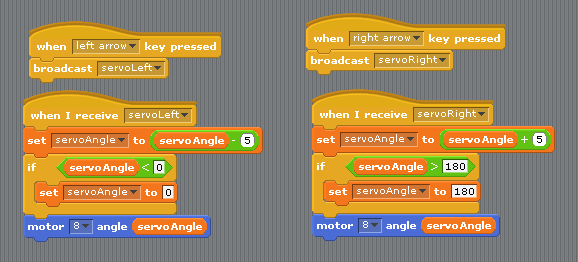 when left arrow key pressed
broadcast servoLeft
when I receive servoLeft
set servoAngle to servoAngle - 5
if servoAngle < 0
set servoAngle to 0
motor 8 angle servoAngle
when right arrow key pressed
broadcast servoRight
when I receive servoRight
set servoAngle to servoAngle + 5
if servoAngle > 180
set servoAngle to 180
motor 8 angle servoAngle